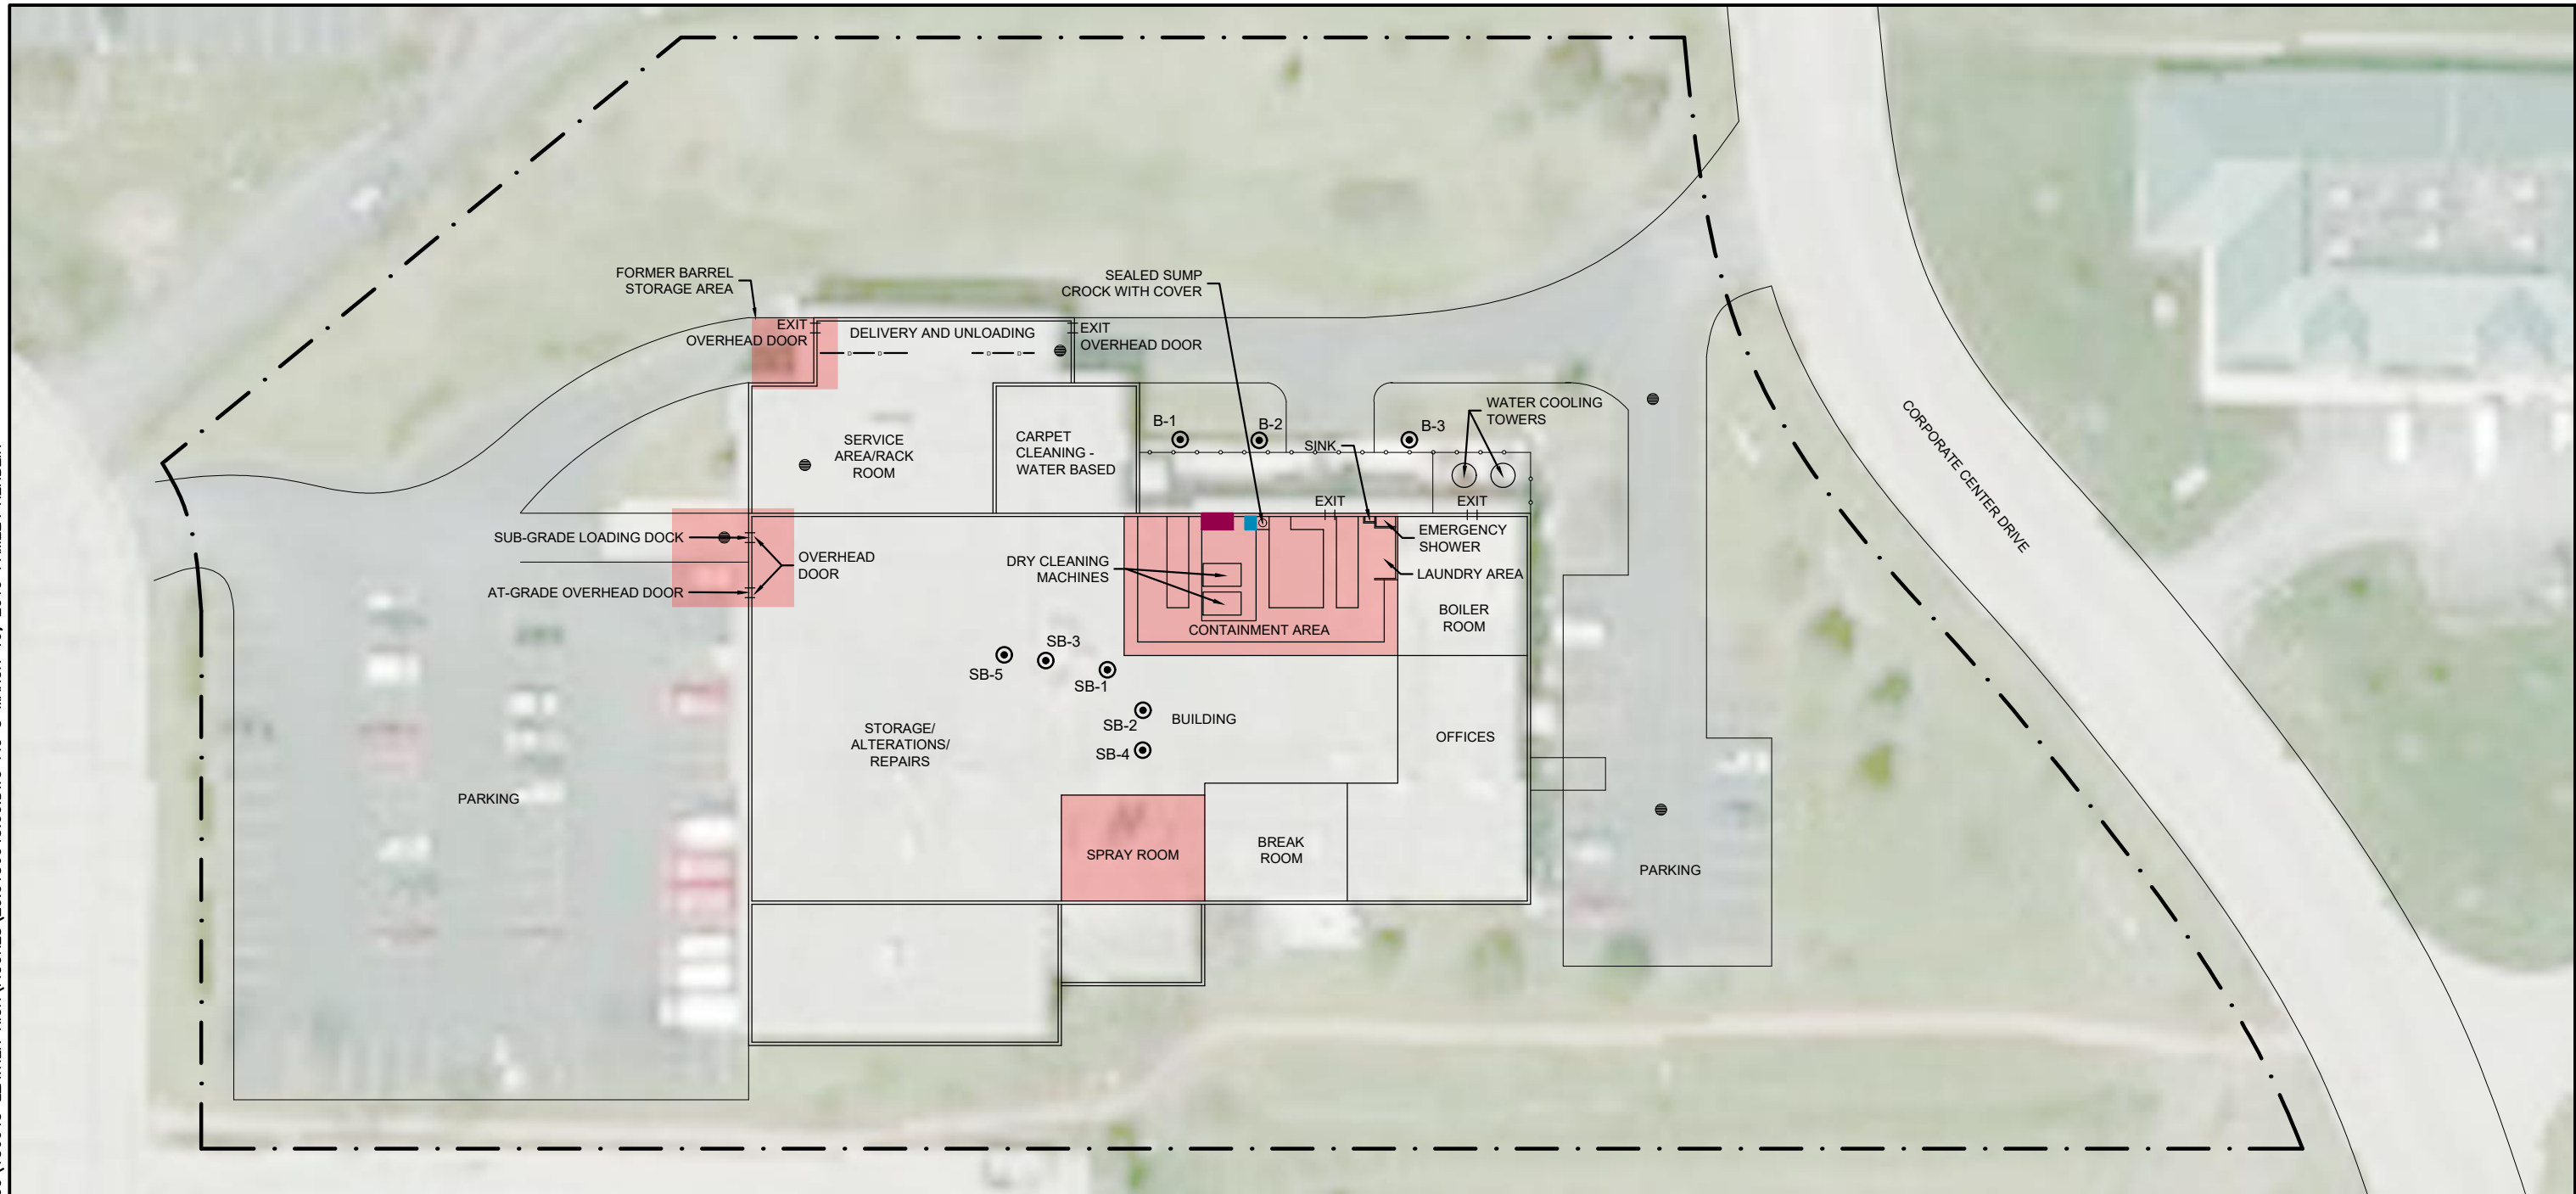 FORMER BARREL
STORAGE AREA
SEALED SUMP
CROCK WITH COVER
EXIT
OVERHEAD DOOR
DELIVERY AND UNLOADING
EXIT
OVERHEAD DOOR
D
D
D
D
WATER COOLING
TOWERS
B-1
B-2
B-3
SINK
SERVICE
AREA/RACK
ROOM
CARPET
CLEANING -
WATER BASED
CORPORATE CENTER DRIVE
EXIT
EXIT
SUB-GRADE LOADING DOCK
OVERHEAD
DOOR
AT-GRADE OVERHEAD DOOR
DRY CLEANING
MACHINES
EMERGENCY
SHOWER
LAUNDRY AREA
BOILER
ROOM
CONTAINMENT AREA
SB-3
SB-5
SB-1
SB-2
BUILDING
SB-4
STORAGE/
ALTERATIONS/
REPAIRS
OFFICES
PARKING
SPRAY ROOM
BREAK
ROOM
PARKING